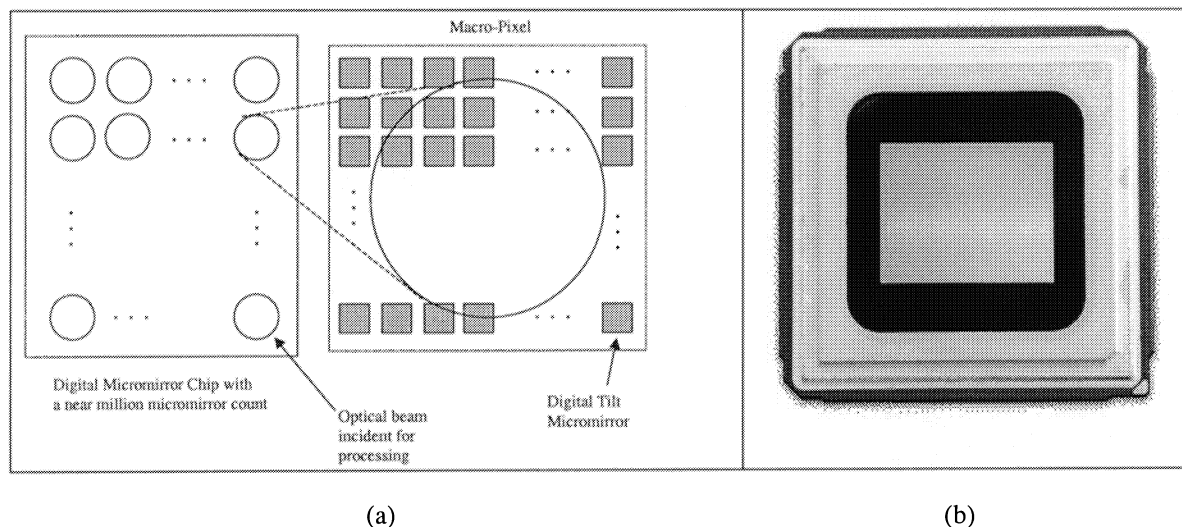 Macro-Pixel
Digital Micromirror Chip with
a near million micromirror count
Optical beam
incident for
processing
Digital Tilt
Micromirror
(a)
(b)